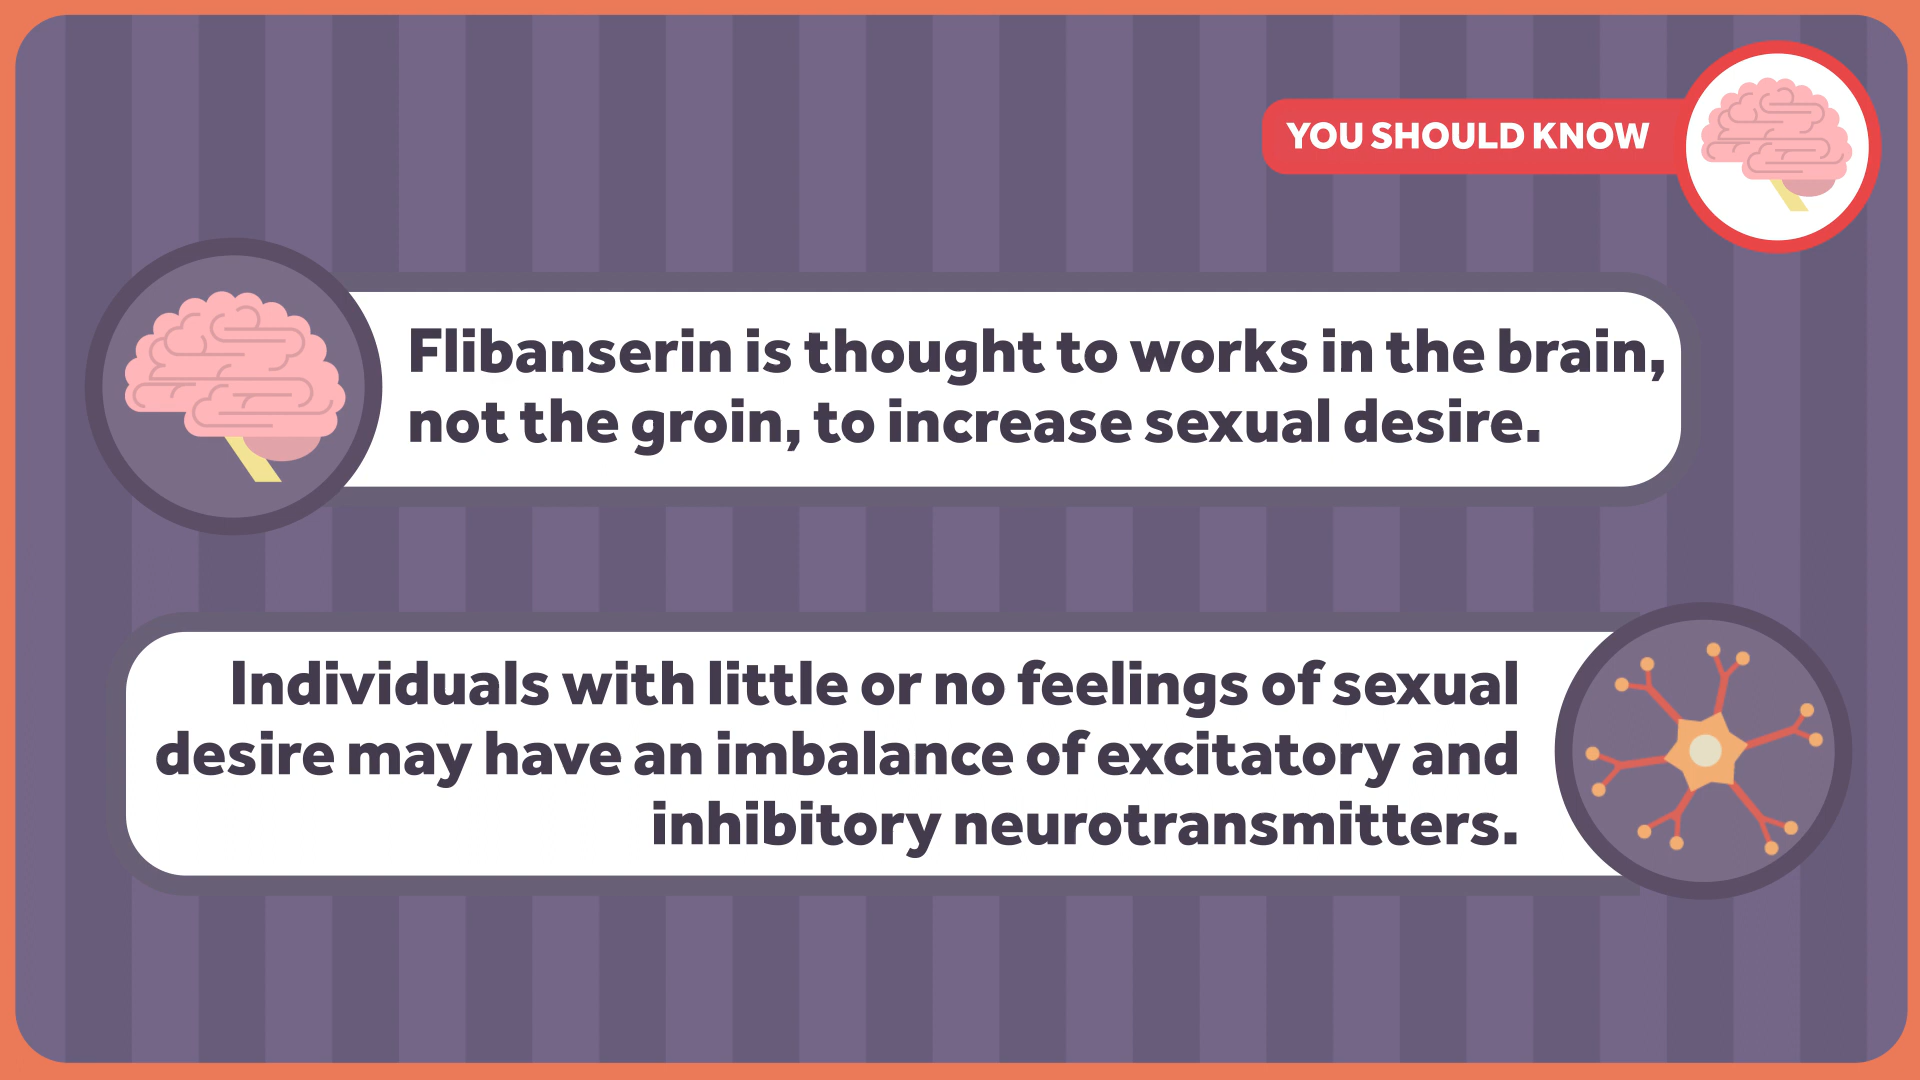 YOU SHOULD KNOW
Flibanserin is thought to works in the brain,
not the groin, to increase sexual desire.
Individuals with little or no feelings of sexual
desire may have an imbalance of excitatory and
inhibitory neurotransmitters.